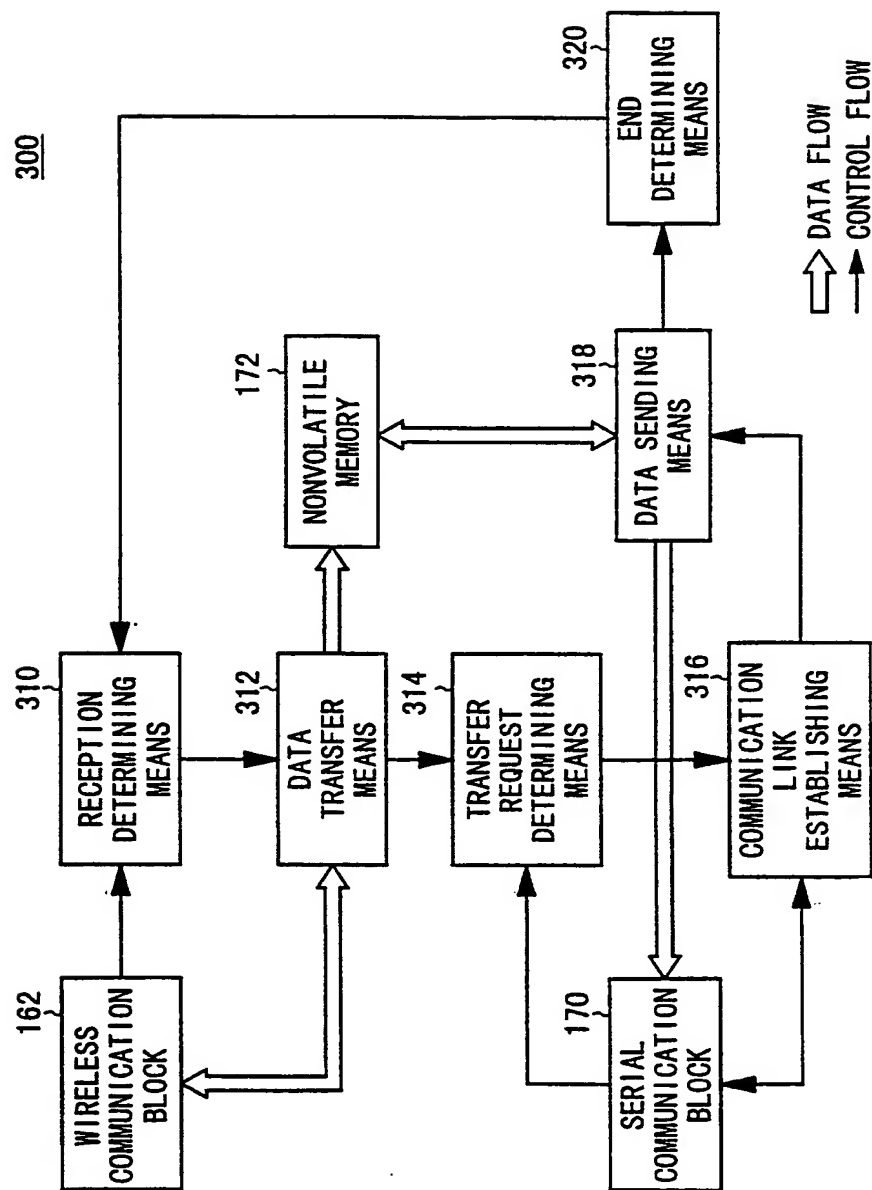 300
162
WIRELESS
COMMUNICATION
BLOCK
310
RECEPTION
DETERMINING
MEANS
312
DATA
TRANSFER
MEANS
172
NONVOLATILE
MEMORY
314
TRANSFER
REQUEST
DETERMINING
MEANS
170
SERIAL
COMMUNICATION
BLOCK
316
COMMUNICATION
LINK
ESTABLISHING
MEANS
318
DATA SENDING
MEANS
320
END
DETERMINING
MEANS
DATA FLOW
CONTROL FLOW